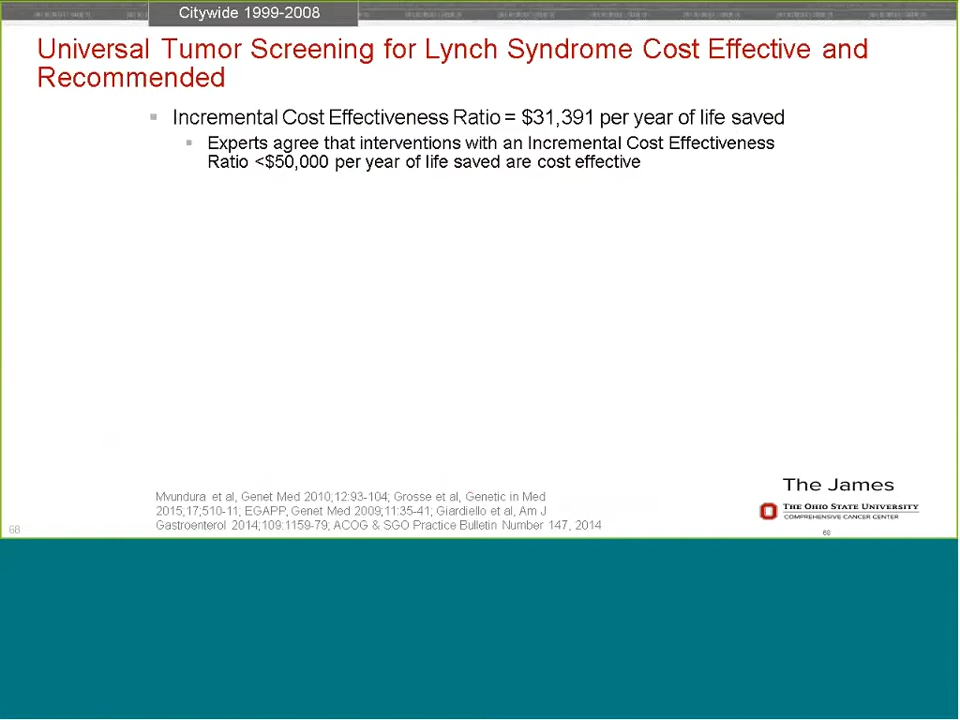 Citywide 1999-2008
Universal Tumor Screening for Lynch Syndrome Cost Effective and
Recommended
Incremental Cost Effectiveness Ratio = $31,391 per year of life saved
Experts agree that interventions with an Incremental Cost Effectiveness
Ratio <$50,000 per year of life saved are cost effective
Mvundura et al, Genet Med 2010;12:93-104; Grosse et al, Genetic in Med
2015;17;510-11; EGAPP, Genet Med 2009;11:35-41; Giardiello et al, Am J
Gastroenterol 2014;109:1159-79; ACOG & SGO Practice Bulletin Number 147, 2014
The James
THE OHIO STATE UNIVERSITY
COMPREHENSIVE CANCER CENTER
68
68